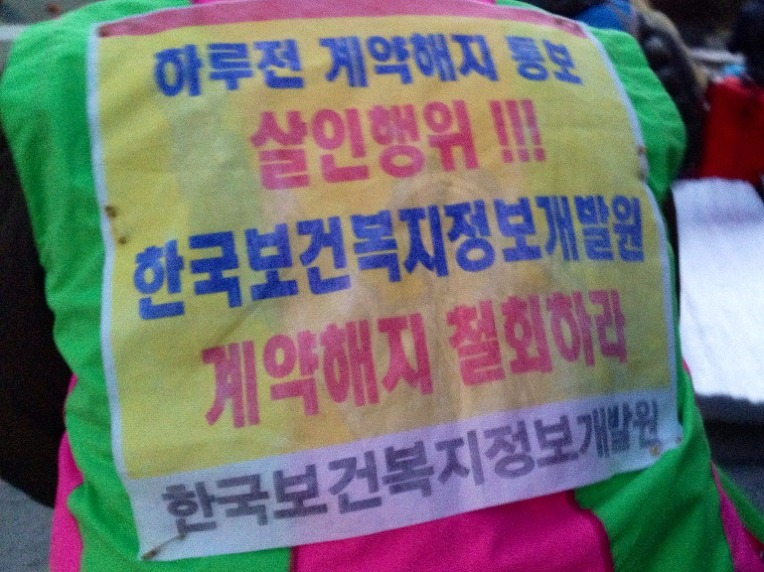 하루전 계약해지 통보
살인행위 !!!
한국보건복지정보개발원
계약해지 철회하라
한국보건복지정보개발원